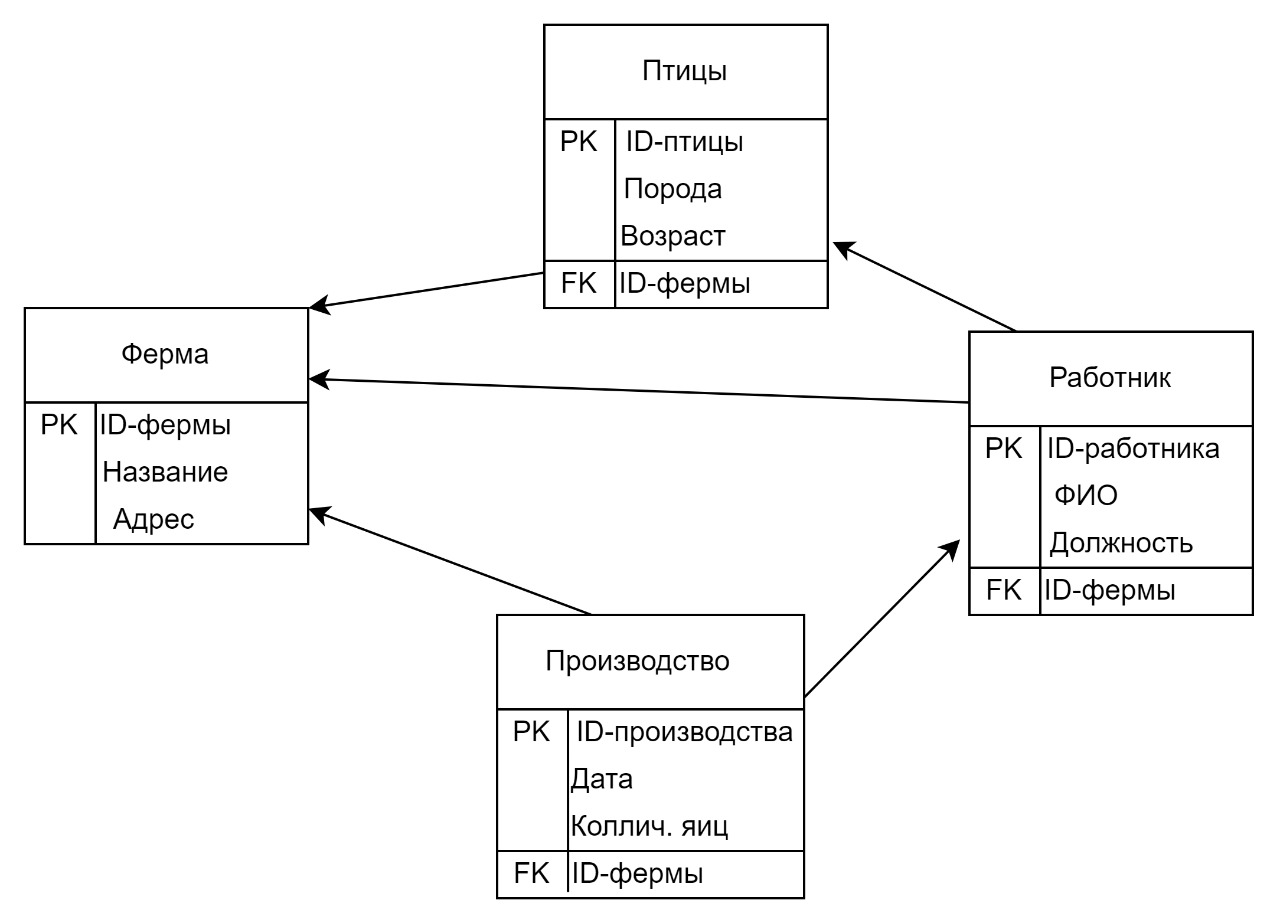 Птицы
PK ID-птицы
Порода
Возраст
FK ID-фермы
Ферма
PK ID-фермы
Название
Адрес
Работник
PK ID-работника
ФИО
Должность
FK ID-фермы
Производство
PK ID-производства
Дата
Коллич. яиц
FK ID-фермы